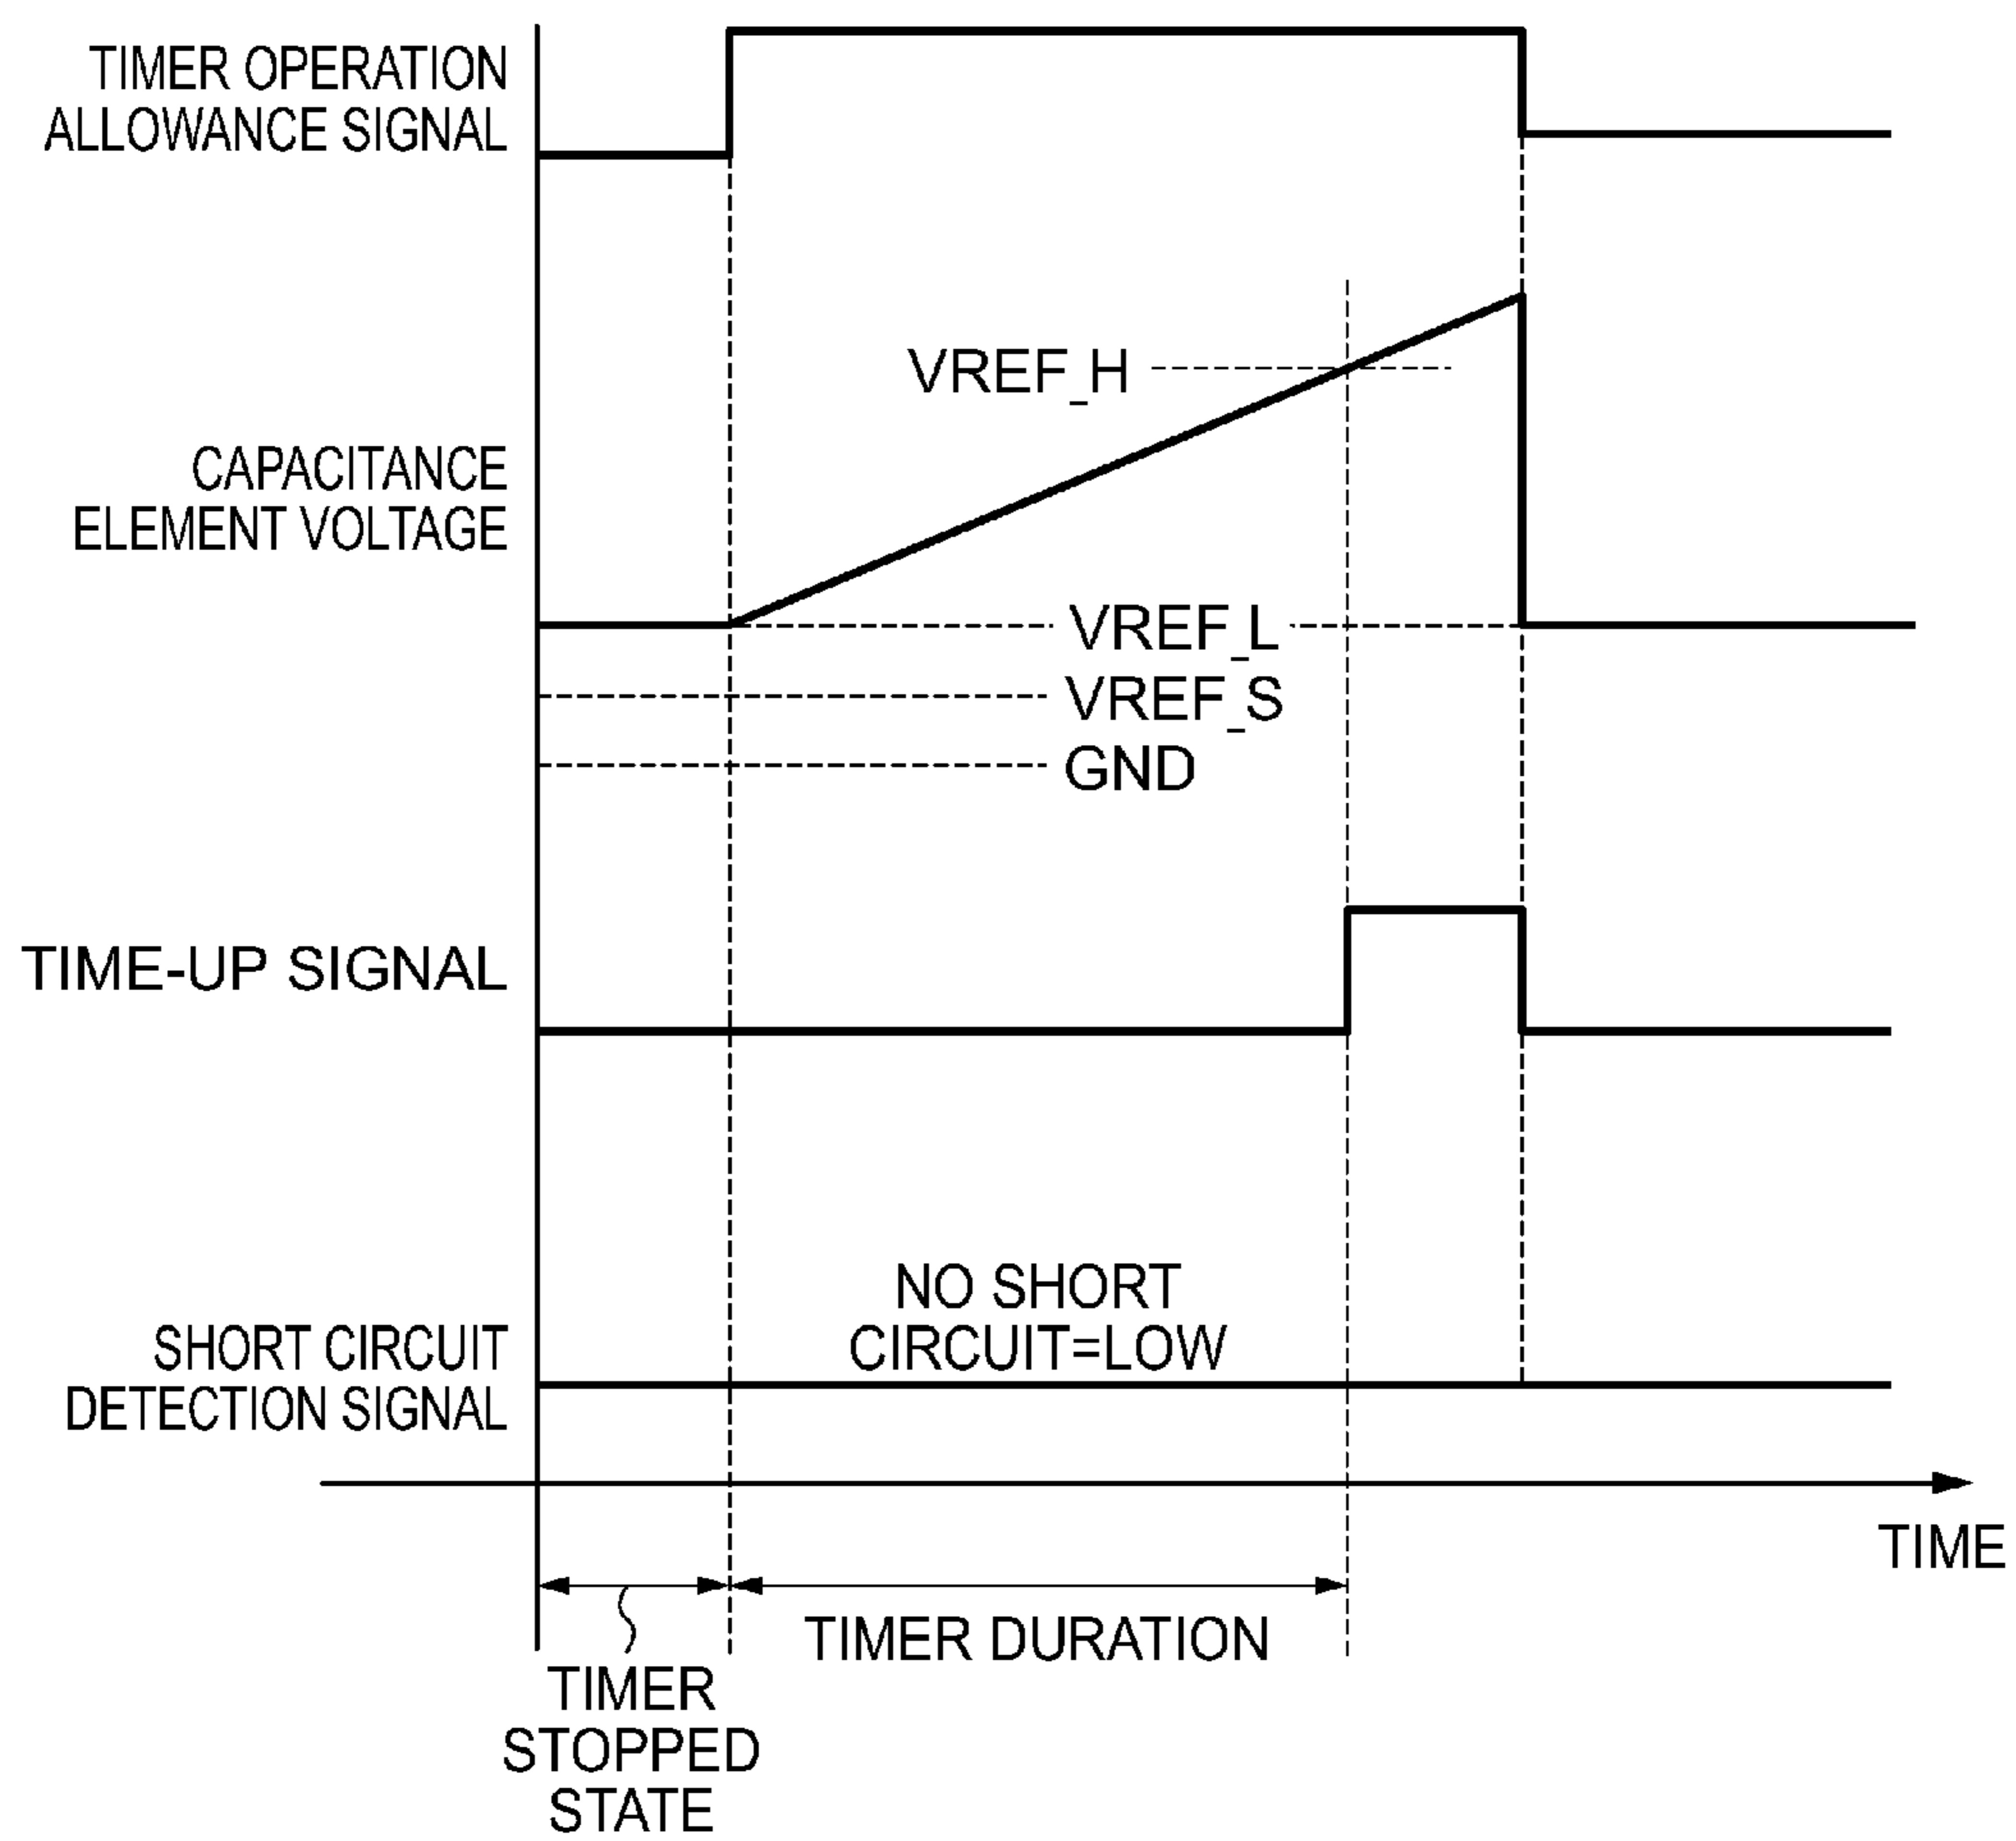 TIMER OPERATION
ALLOWANCE SIGNAL
VREF_H
CAPACITANCE
ELEMENT VOLTAGE
VREF_L
VREF_S
GND
TIME-UP SIGNAL
NO SHORT
CIRCUIT=LOW
SHORT CIRCUIT
DETECTION SIGNAL
TIME
TIMER DURATION
TIMER
STOPPED
STATE